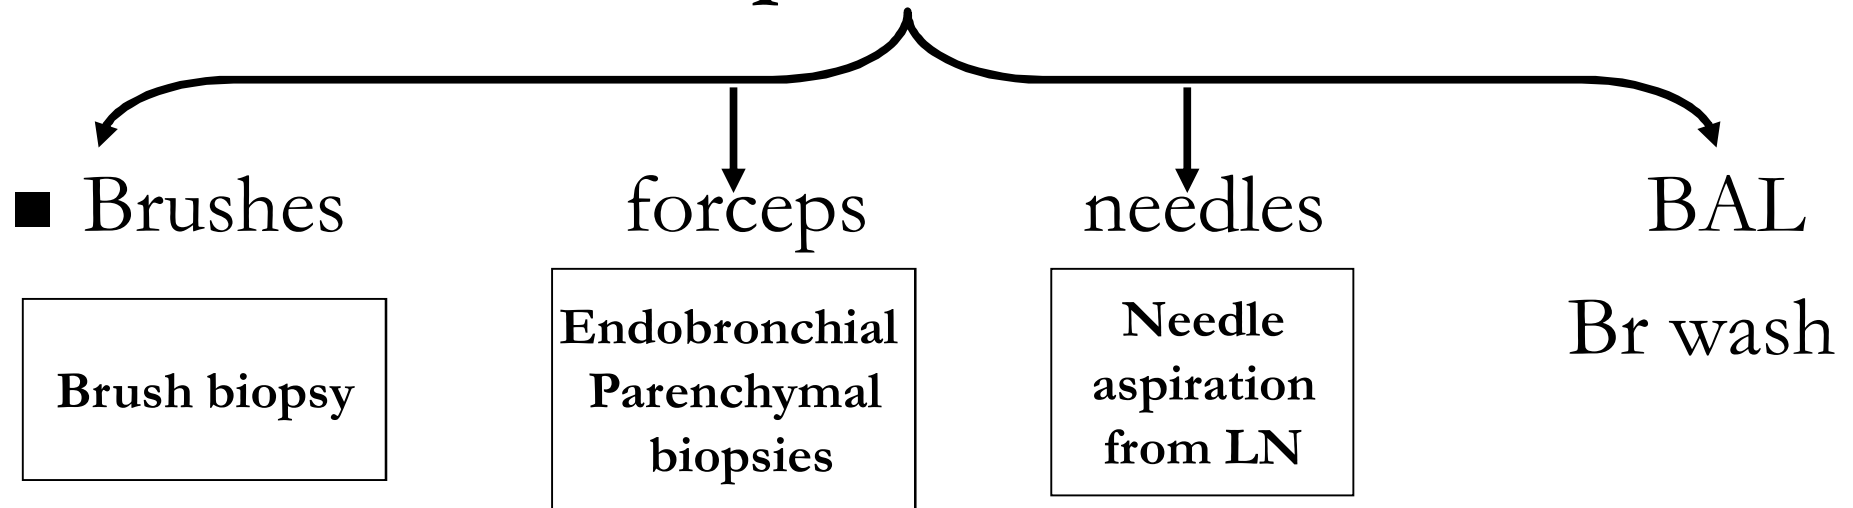 ■ Brushes forceps needles BAL
Br wash
Brush biopsy
Endobronchial
Parenchymal
biopsies
Needle
aspiration
from LN